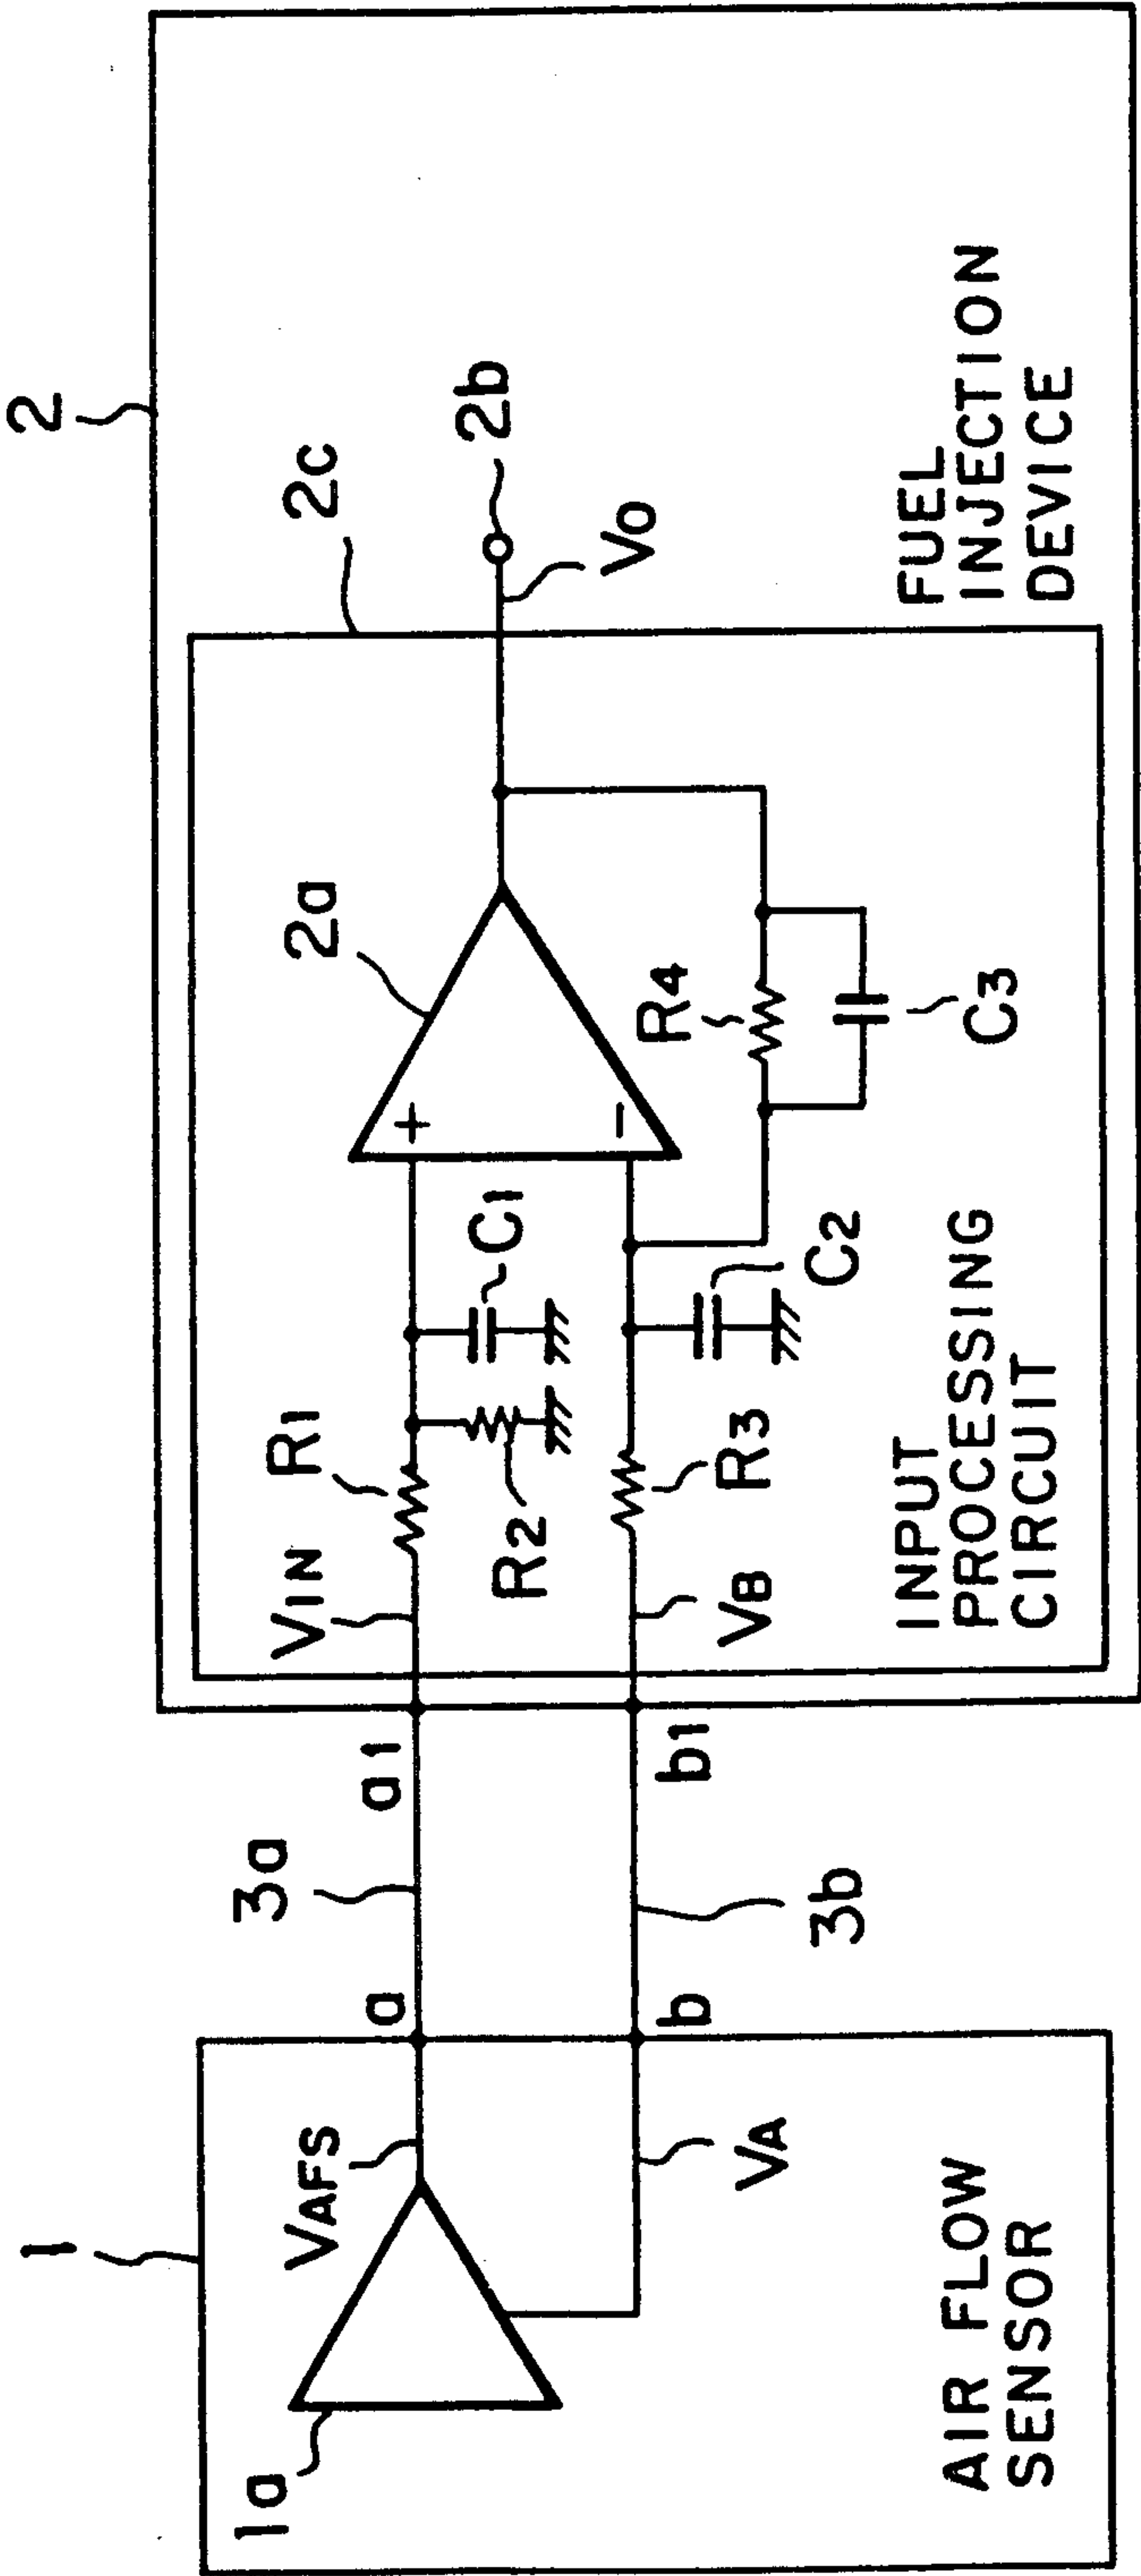 2
1
1a
VAFS
VA
AIR FLOW
SENSOR
a
b
3a
3b
a1
b1
VIN
VB
R1
R2
R3
C1
C2
+
−
2a
R4
C3
2c
VO
2b
INPUT
PROCESSING
CIRCUIT
FUEL
INJECTION
DEVICE